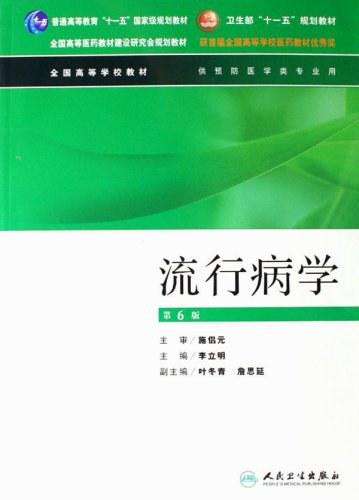 普通高等教育“十一五”国家级规划教材 卫生部“十一五”规划教材
全国高等医药教材建设研究会规划教材 获首届全国高等学校医药教材优秀奖
全国高等学校教材 供预防医学类专业用
流行病学
第6版
主 审 施侣元
主 编 李立明
副主编 叶冬青 詹思延
人民卫生出版社